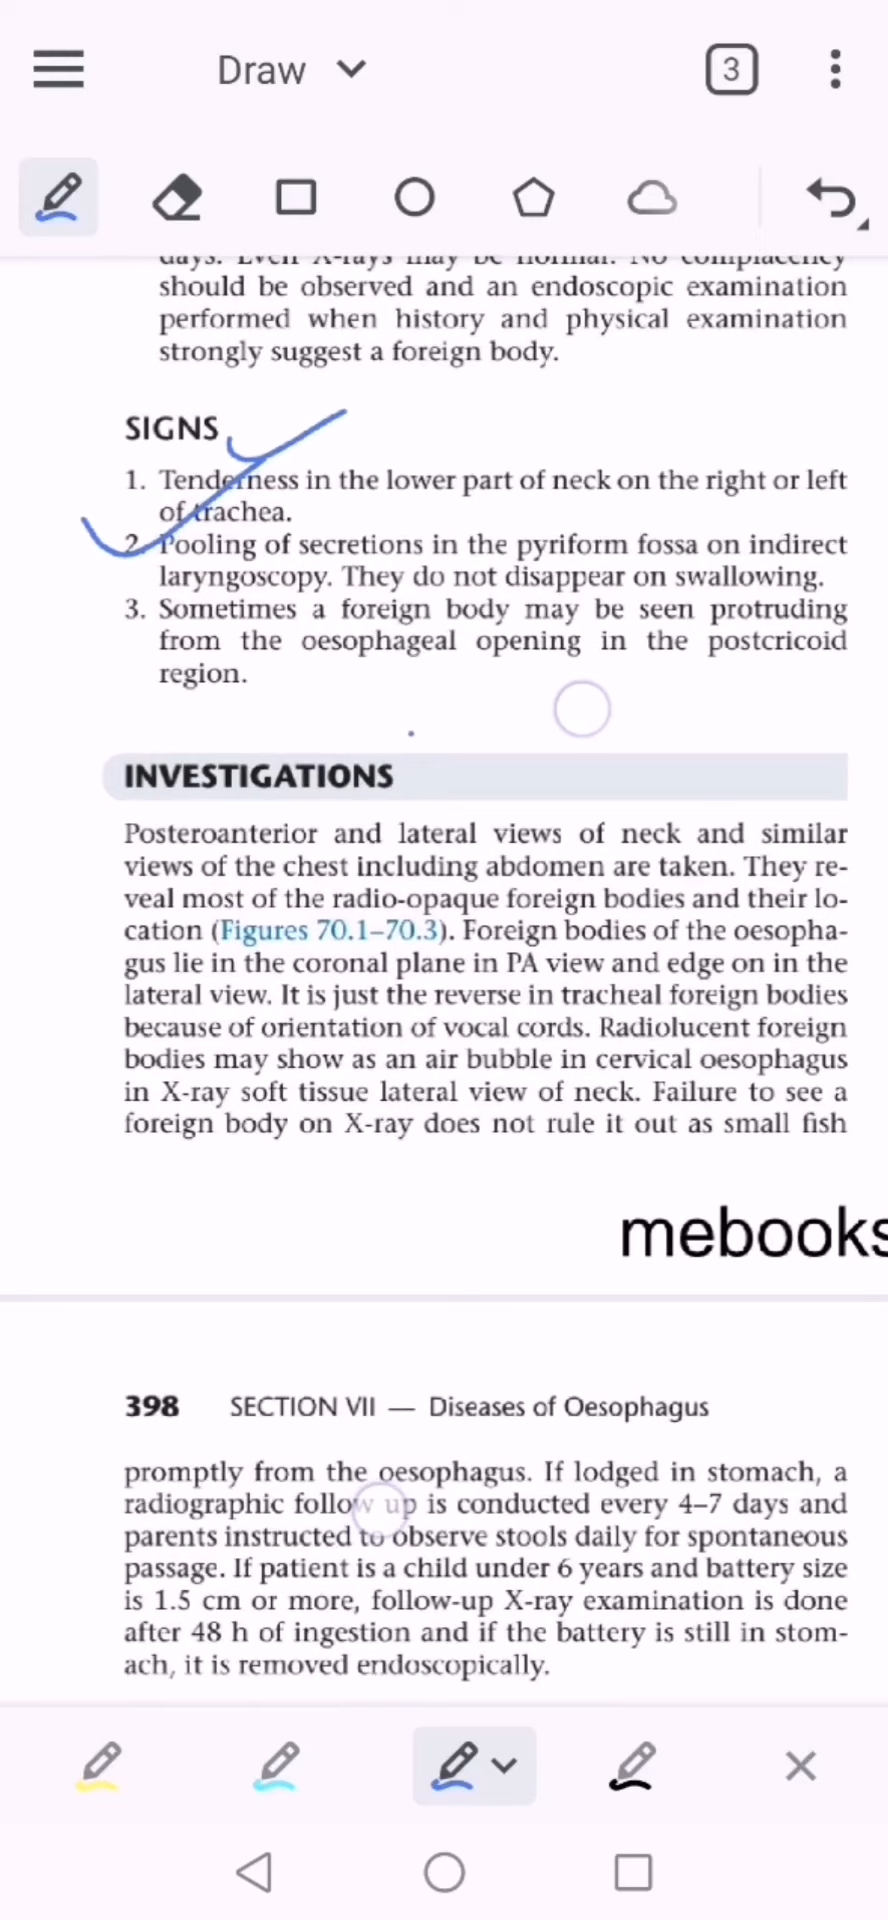 Draw
3
days. Even X-rays may be normal. No complacency
should be observed and an endoscopic examination
performed when history and physical examination
strongly suggest a foreign body.
SIGNS
1. Tenderness in the lower part of neck on the right or left
of trachea.
2. Pooling of secretions in the pyriform fossa on indirect
laryngoscopy. They do not disappear on swallowing.
3. Sometimes a foreign body may be seen protruding
from the oesophageal opening in the postcricoid
region.
INVESTIGATIONS
Posteroanterior and lateral views of neck and similar
views of the chest including abdomen are taken. They re-
veal most of the radio-opaque foreign bodies and their lo-
cation (Figures 70.1–70.3). Foreign bodies of the oesopha-
gus lie in the coronal plane in PA view and edge on in the
lateral view. It is just the reverse in tracheal foreign bodies
because of orientation of vocal cords. Radiolucent foreign
bodies may show as an air bubble in cervical oesophagus
in X-ray soft tissue lateral view of neck. Failure to see a
foreign body on X-ray does not rule it out as small fish
mebooks
398 SECTION VII — Diseases of Oesophagus
promptly from the oesophagus. If lodged in stomach, a
radiographic follow up is conducted every 4–7 days and
parents instructed to observe stools daily for spontaneous
passage. If patient is a child under 6 years and battery size
is 1.5 cm or more, follow-up X-ray examination is done
after 48 h of ingestion and if the battery is still in stom-
ach, it is removed endoscopically.